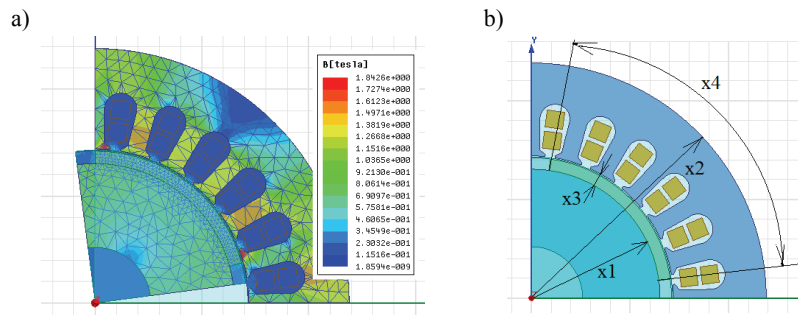 a)
B[tesla]
1.8426e+000
1.7274e+000
1.6123e+000
1.4971e+000
1.3819e+000
1.2668e+000
1.1516e+000
1.0365e+000
9.2130e-001
8.0614e-001
6.9097e-001
5.7581e-001
4.6065e-001
3.4549e-001
2.3032e-001
1.1516e-001
1.8594e-009
b)
Y
x4
x2
x3
x1